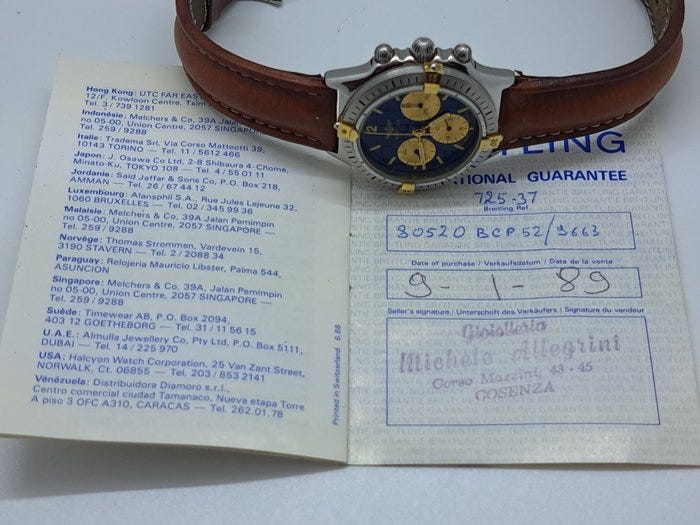 Hong Kong: UTC FAR EAST
12/F. Kowloon Centre, Tsim
Tel. 3/739 1281
Indonésie: Melchers & Co, 39A Jalan
no 05-00, Union Centre, 2057 SINGAPOR
Tel. 259/9288
Italie: Tradema Srl, Via Corso Matteotti 39,
10143 TORINO — Tel. 11/5612 466
Japon: J. Osawa Co Ltd, 2-8 Shibaura 4-Chome,
Minato-Ku, TOKYO 108 — Tel. 4/55 01 11
Jordanie: Said Jaffar & Sons Co, P.O. Box 218,
AMMAN — Tel. 26/67 44 12
Luxembourg: Alansphil S.A., Rue Jules Lejeune 32,
1060 BRUXELLES — Tel. 02/345 99 36
Malaisie: Melchers & Co, 39A Jalan Pemimpin
no 05-00, Union Centre, 2057 SINGAPORE —
Tel. 259/9288
Norvège: Thomas Strommen, Vardevein 15,
3190 STAVERN — Tel. 2/2088 34
Paraguay: Relojeria Mauricio Libster, Palma 544,
ASUNCION
Singapore: Melchers & Co, 39A, Jalan Pemimpin
no 05-00, Union Centre, 2057 SINGAPORE —
Tel. 259/9288
Suède: Timewear AB, P.O. Box 2094,
403 12 GOETHEBORG — Tel. 31/11 56 15
U.A.E.: Almulla Jewellery Co, Pty Ltd, P.O. Box 5111,
DUBAI — Tel. 14/225 970
USA: Halcyon Watch Corporation, 25 Van Zant Street,
NORWALK, Ct. 06855 — Tel. 203/853 2141
Vénézuela: Distribuidora Diamoro s.r.l.,
Centro comercial ciudad Tamanaco, Nueva etapa Torre
A piso 3 OFC A310, CARACAS — Tel. 262.01.78
Printed in Switzerland 6.88
TLING
TIONAL GUARANTEE
725-37
Breitling Ref.
80520 BCP.52/3663
Date of purchase / Verkaufsdatum / Date de la vente
9-1-89
Seller's signature / Unterschrift des Verkäufers / Signature du vendeur
Gioielleria
Michele Allegrini
Corso Mazzini, 43-45
COSENZA